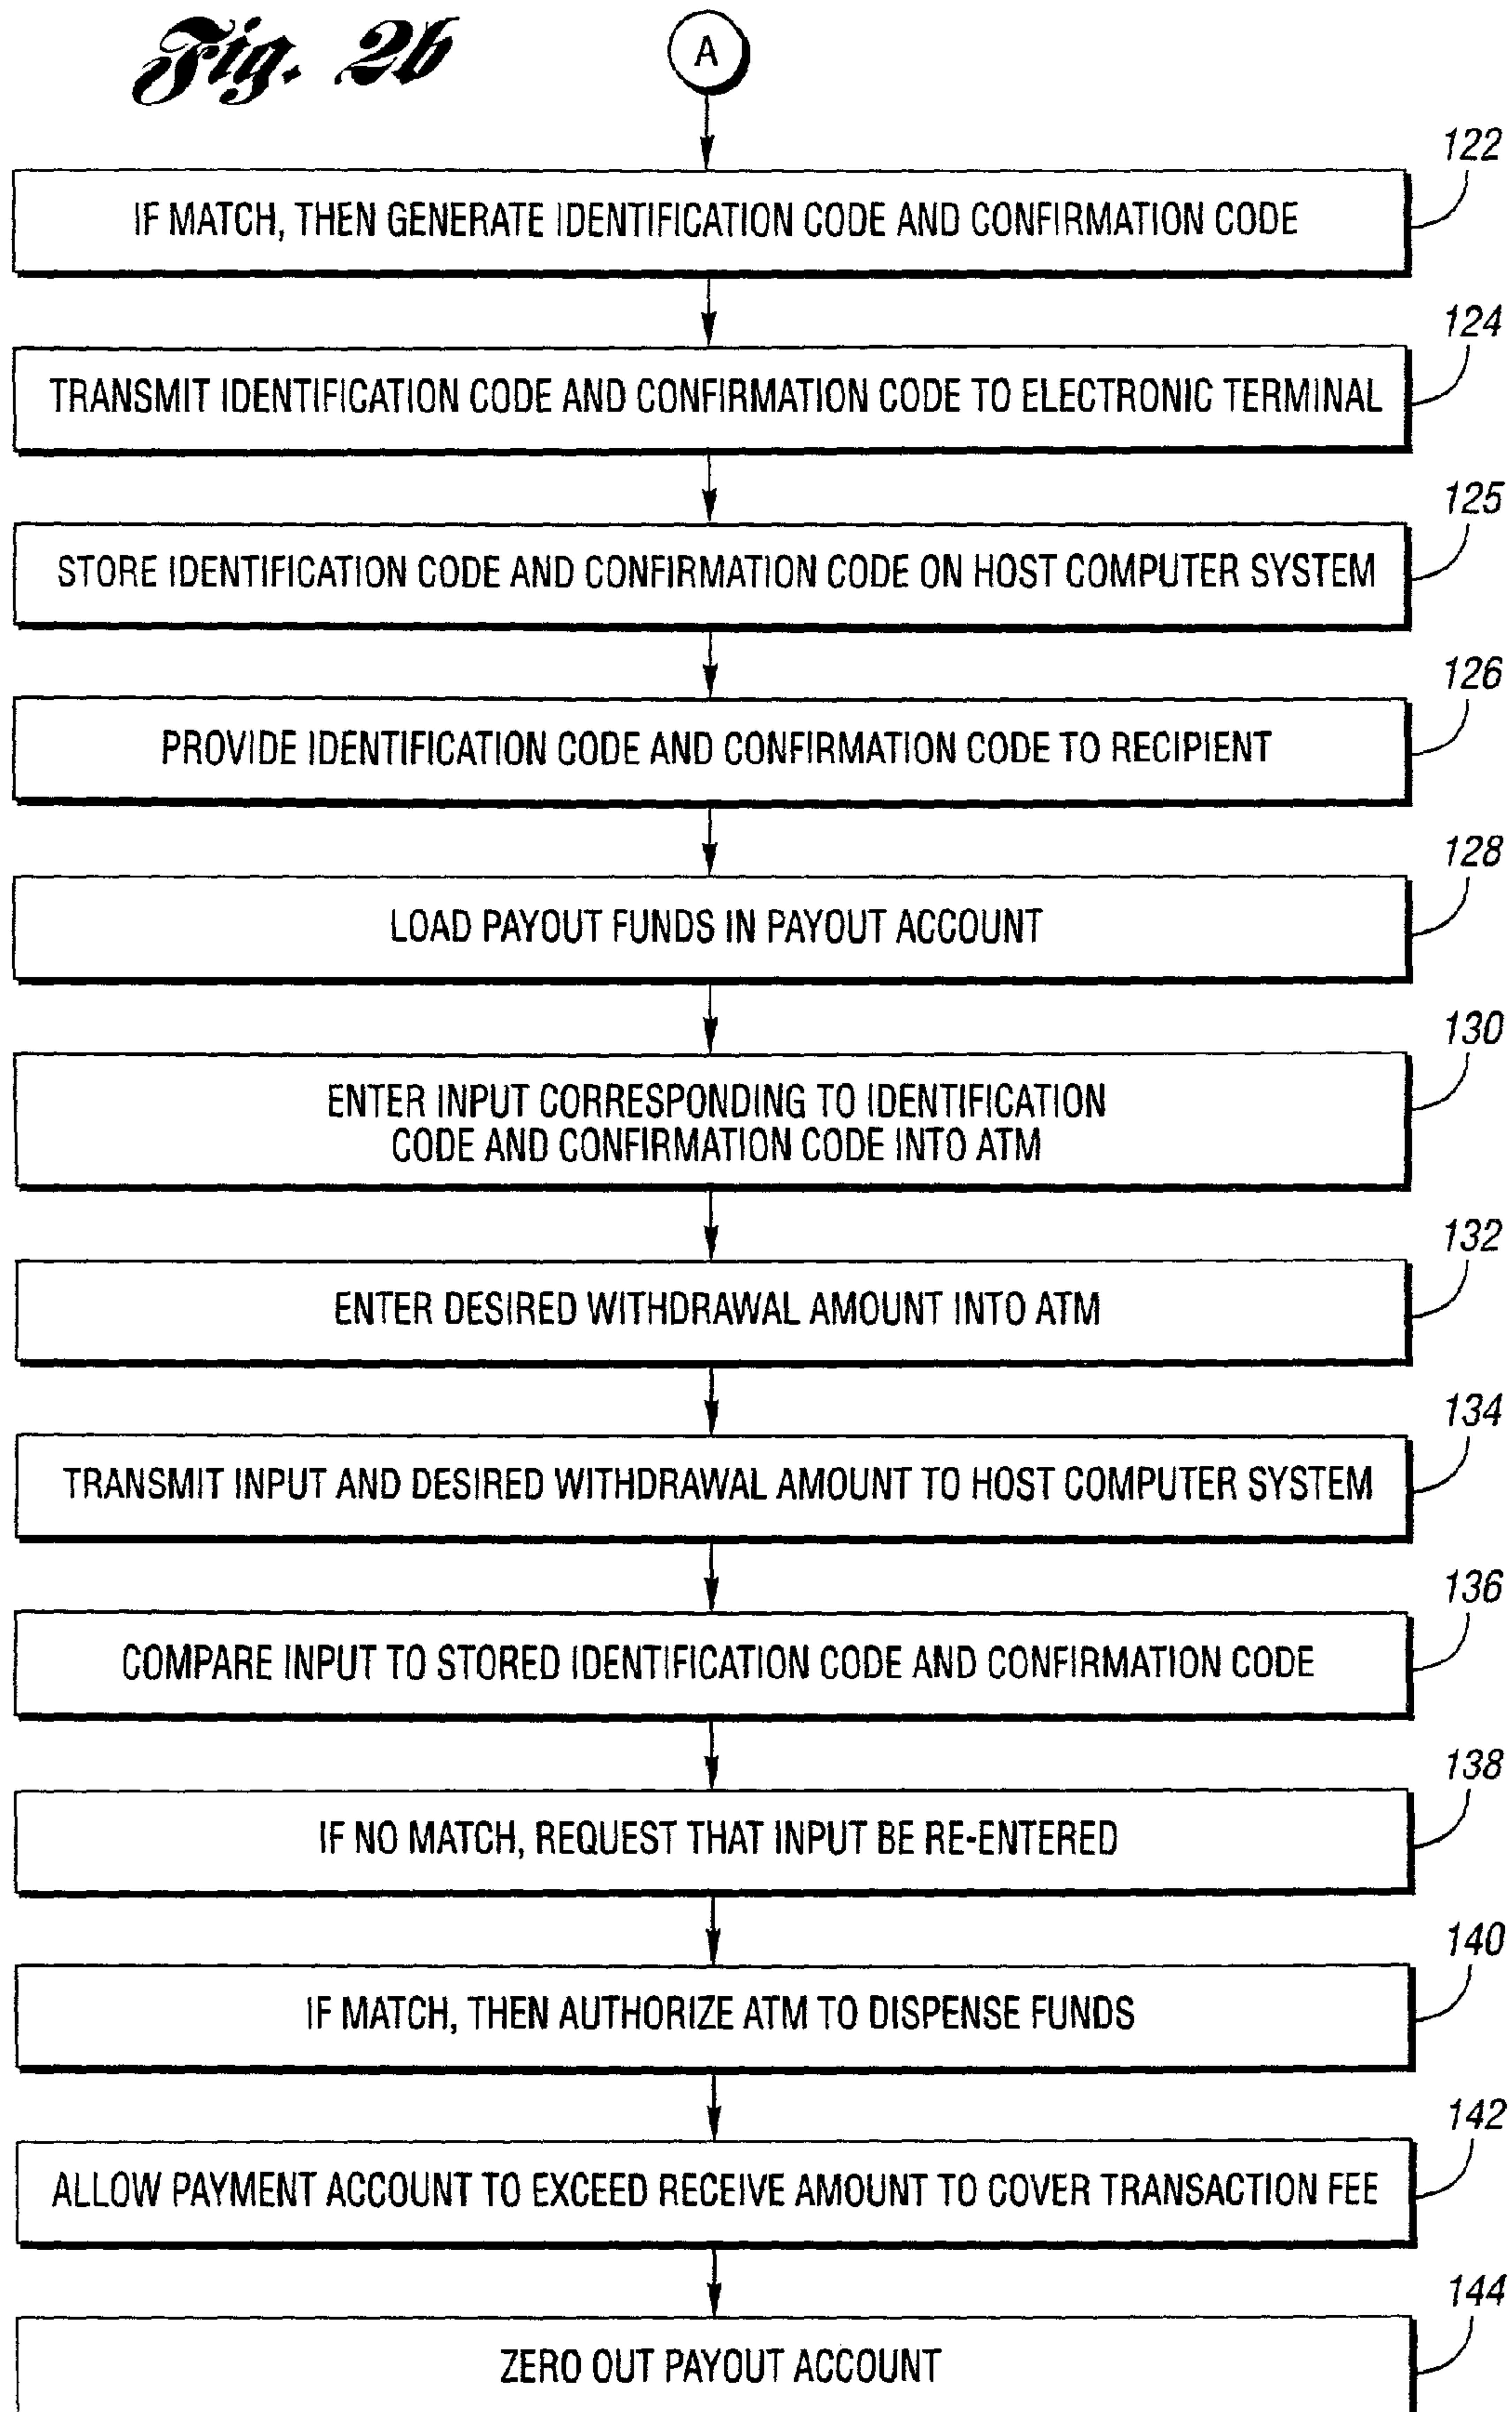 Fig. 2b
A
122
IF MATCH, THEN GENERATE IDENTIFICATION CODE AND CONFIRMATION CODE
124
TRANSMIT IDENTIFICATION CODE AND CONFIRMATION CODE TO ELECTRONIC TERMINAL
125
STORE IDENTIFICATION CODE AND CONFIRMATION CODE ON HOST COMPUTER SYSTEM
126
PROVIDE IDENTIFICATION CODE AND CONFIRMATION CODE TO RECIPIENT
128
LOAD PAYOUT FUNDS IN PAYOUT ACCOUNT
130
ENTER INPUT CORRESPONDING TO IDENTIFICATION
CODE AND CONFIRMATION CODE INTO ATM
132
ENTER DESIRED WITHDRAWAL AMOUNT INTO ATM
134
TRANSMIT INPUT AND DESIRED WITHDRAWAL AMOUNT TO HOST COMPUTER SYSTEM
136
COMPARE INPUT TO STORED IDENTIFICATION CODE AND CONFIRMATION CODE
138
IF NO MATCH, REQUEST THAT INPUT BE RE-ENTERED
140
IF MATCH, THEN AUTHORIZE ATM TO DISPENSE FUNDS
142
ALLOW PAYMENT ACCOUNT TO EXCEED RECEIVE AMOUNT TO COVER TRANSACTION FEE
144
ZERO OUT PAYOUT ACCOUNT